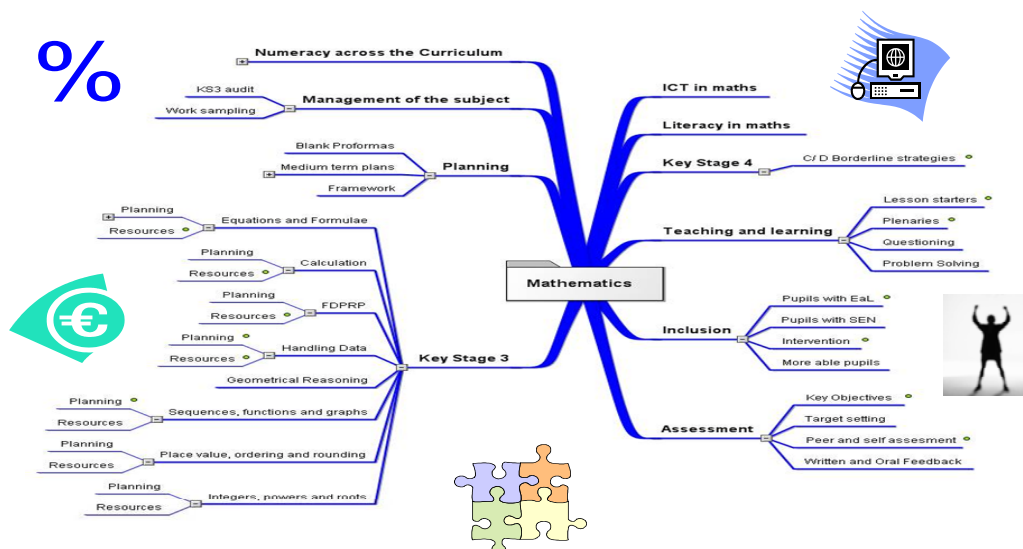 %
Numeracy across the Curriculum
KS3 audit
Management of the subject
Work sampling
Blank Proformas
Medium term plans
Planning
Framework
Planning
Equations and Formulae
Resources
Planning
Calculation
Resources
Planning
FDPRP
Resources
Planning
Handling Data
Resources
Key Stage 3
Geometrical Reasoning
Planning
Sequences, functions and graphs
Resources
Planning
Place value, ordering and rounding
Resources
Planning
Integers, powers and roots
Resources
Mathematics
ICT in maths
Literacy in maths
Key Stage 4
C/ D Borderline strategies
Lesson starters
Plenaries
Teaching and learning
Questioning
Problem Solving
Pupils with EaL
Pupils with SEN
Inclusion
Intervention
More able pupils
Key Objectives
Target setting
Assessment
Peer and self assesment
Written and Oral Feedback
€